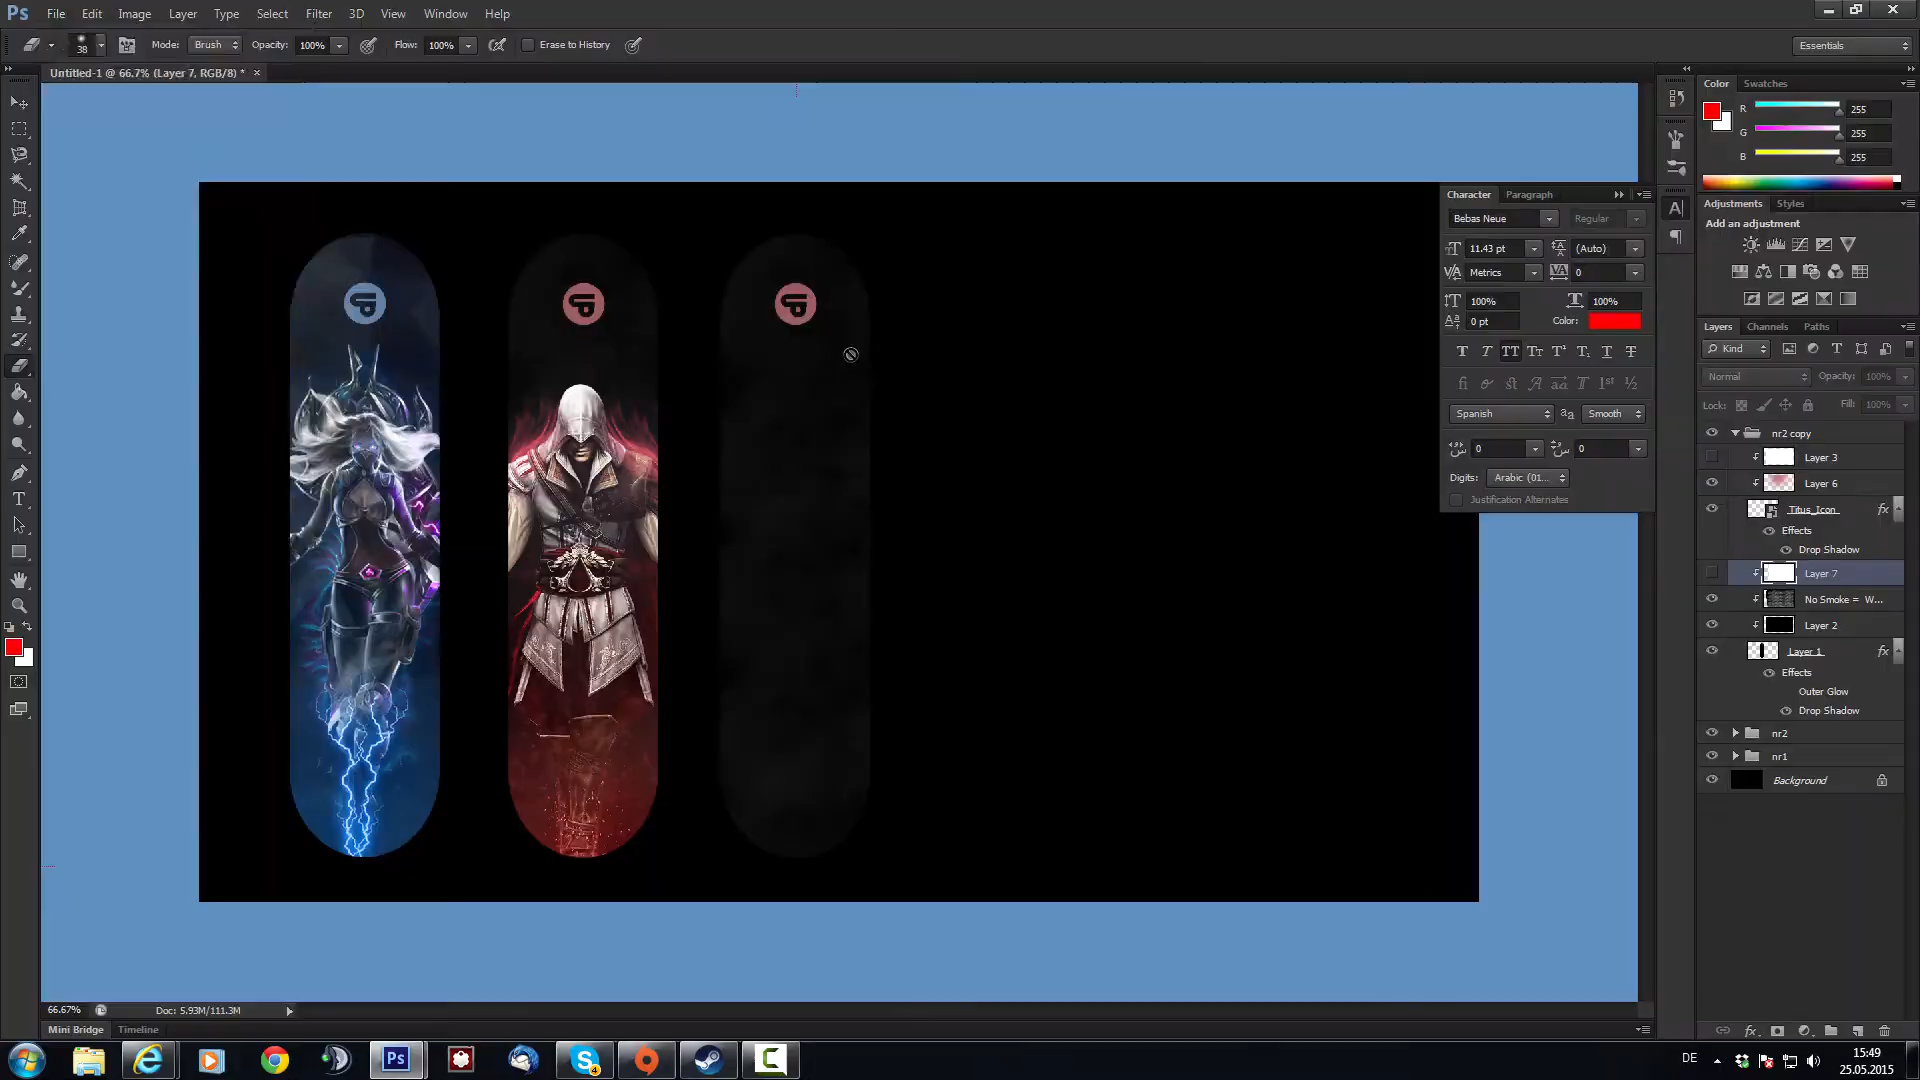 Ps File Edit Image Layer Type Select Filter 3D View Window Help
38 Mode: Brush Opacity: 100% Flow: 100% Erase to History Essentials
Untitled-1 @ 66.7% (Layer 7, RGB/8) * ×
Color Swatches
R 255
G 255
B 255
Character Paragraph
Bebas Neue Regular
11.43 pt (Auto)
Metrics 0
100% 100%
0 pt Color:
Spanish aa Smooth
0 0
Digits: Arabic (01...
Justification Alternates
Adjustments Styles
Add an adjustment
Layers Channels Paths
Kind
Normal Opacity: 100%
Lock: Fill: 100%
nr2 copy
Layer 3
Layer 6
Titus_Icon fx
Effects
Drop Shadow
Layer 7
No Smoke = W...
Layer 2
Layer 1 fx
Effects
Outer Glow
Drop Shadow
nr2
nr1
Background
66.67% Doc: 5.93M/111.3M
Mini Bridge Timeline
Ps 4 DE 15:49
25.05.2015